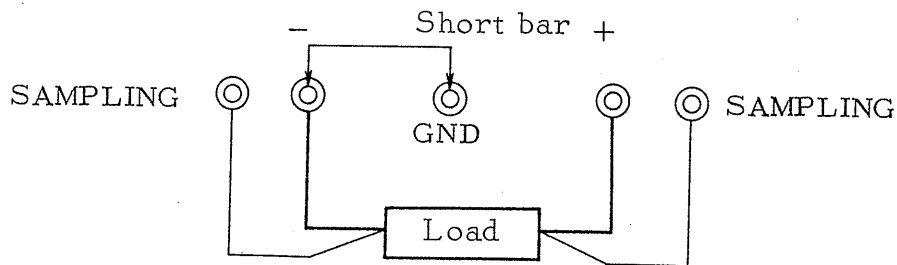 - Short bar +
SAMPLING
SAMPLING
GND
Load